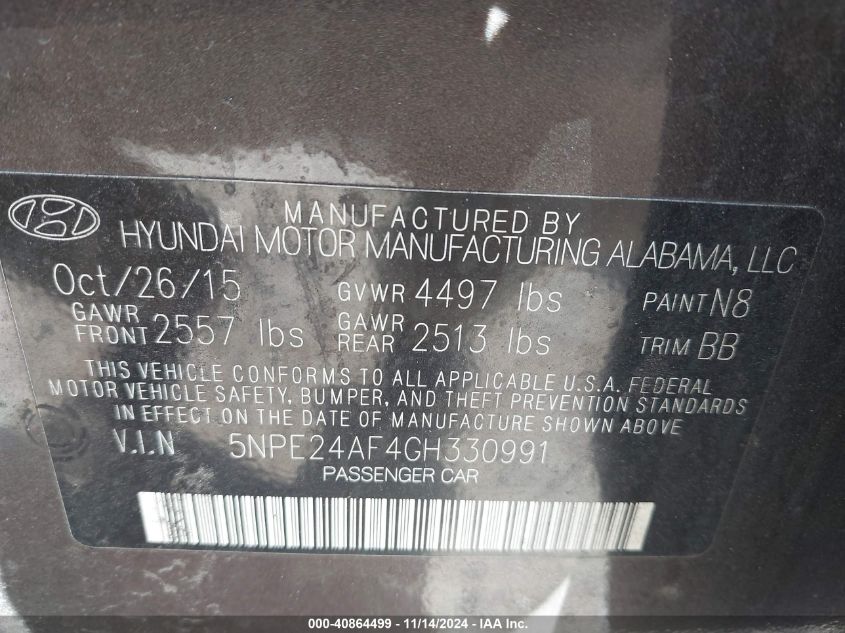 MANUFACTURED BY
HYUNDAI MOTOR MANUFACTURING ALABAMA, LLC
Oct/26/15 GVWR 4497 lbs PAINT N8
GAWR FRONT 2557 lbs GAWR REAR 2513 lbs TRIM BB
THIS VEHICLE CONFORMS TO ALL APPLICABLE U.S.A. FEDERAL
MOTOR VEHICLE SAFETY, BUMPER, AND THEFT PREVENTION STANDARDS
IN EFFECT ON THE DATE OF MANUFACTURE SHOWN ABOVE.
V.I.N 5NPE24AF4GH330991
PASSENGER CAR
000-40864499 - 11/14/2024 - IAA Inc.